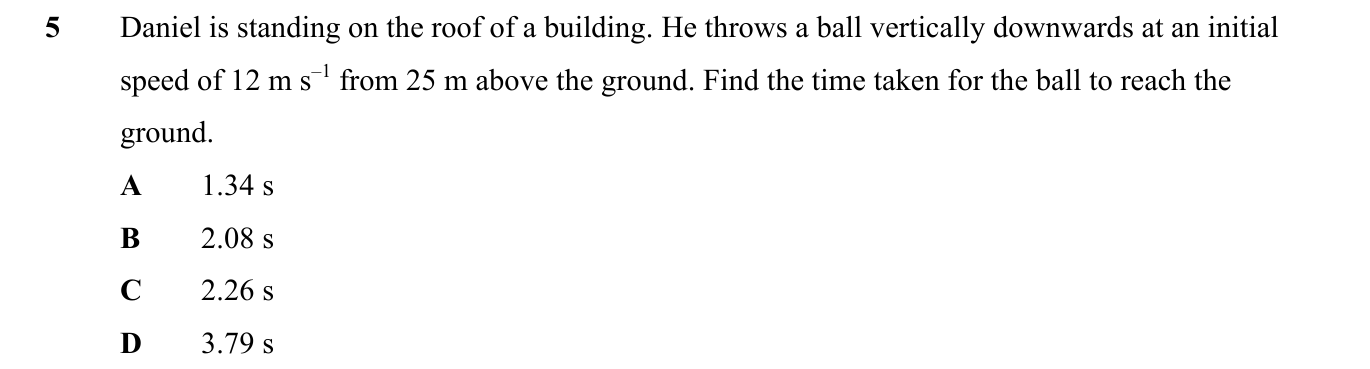 5 Daniel is standing on the roof of a building. He throws a ball vertically downwards at an initial
speed of 12 m s⁻¹ from 25 m above the ground. Find the time taken for the ball to reach the
ground.
A 1.34 s
B 2.08 s
C 2.26 s
D 3.79 s